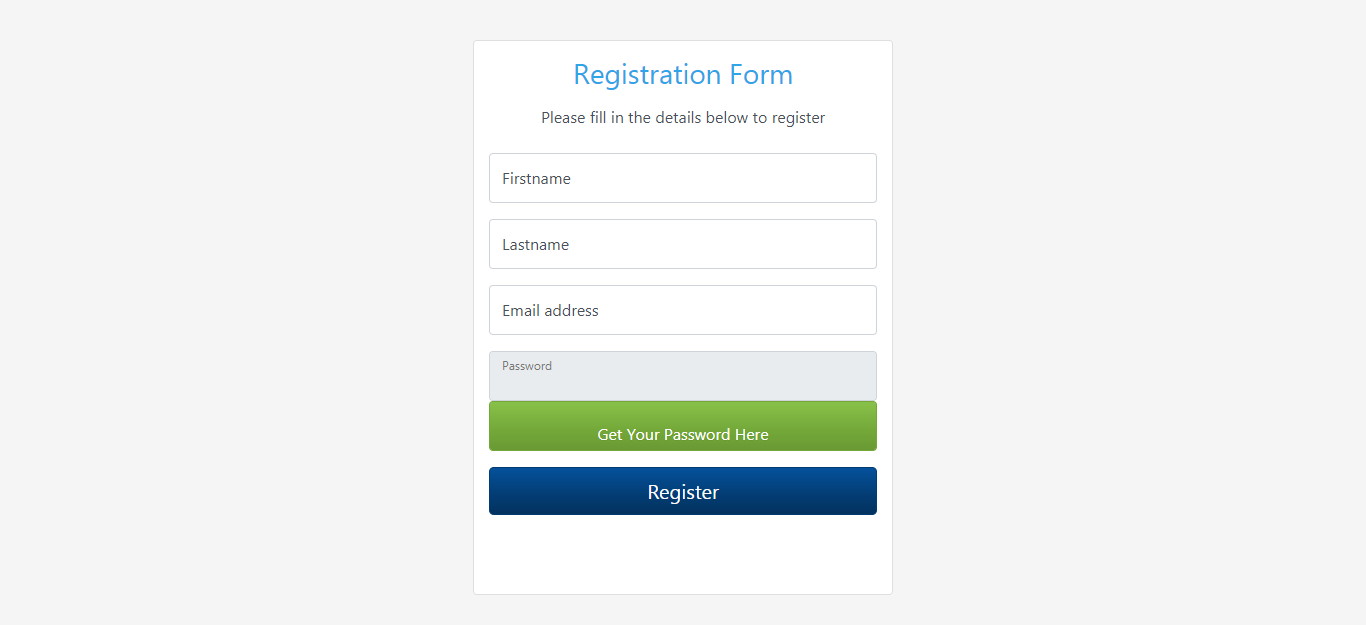 Registration Form
Please fill in the details below to register
Firstname
Lastname
Email address
Password
Get Your Password Here
Register